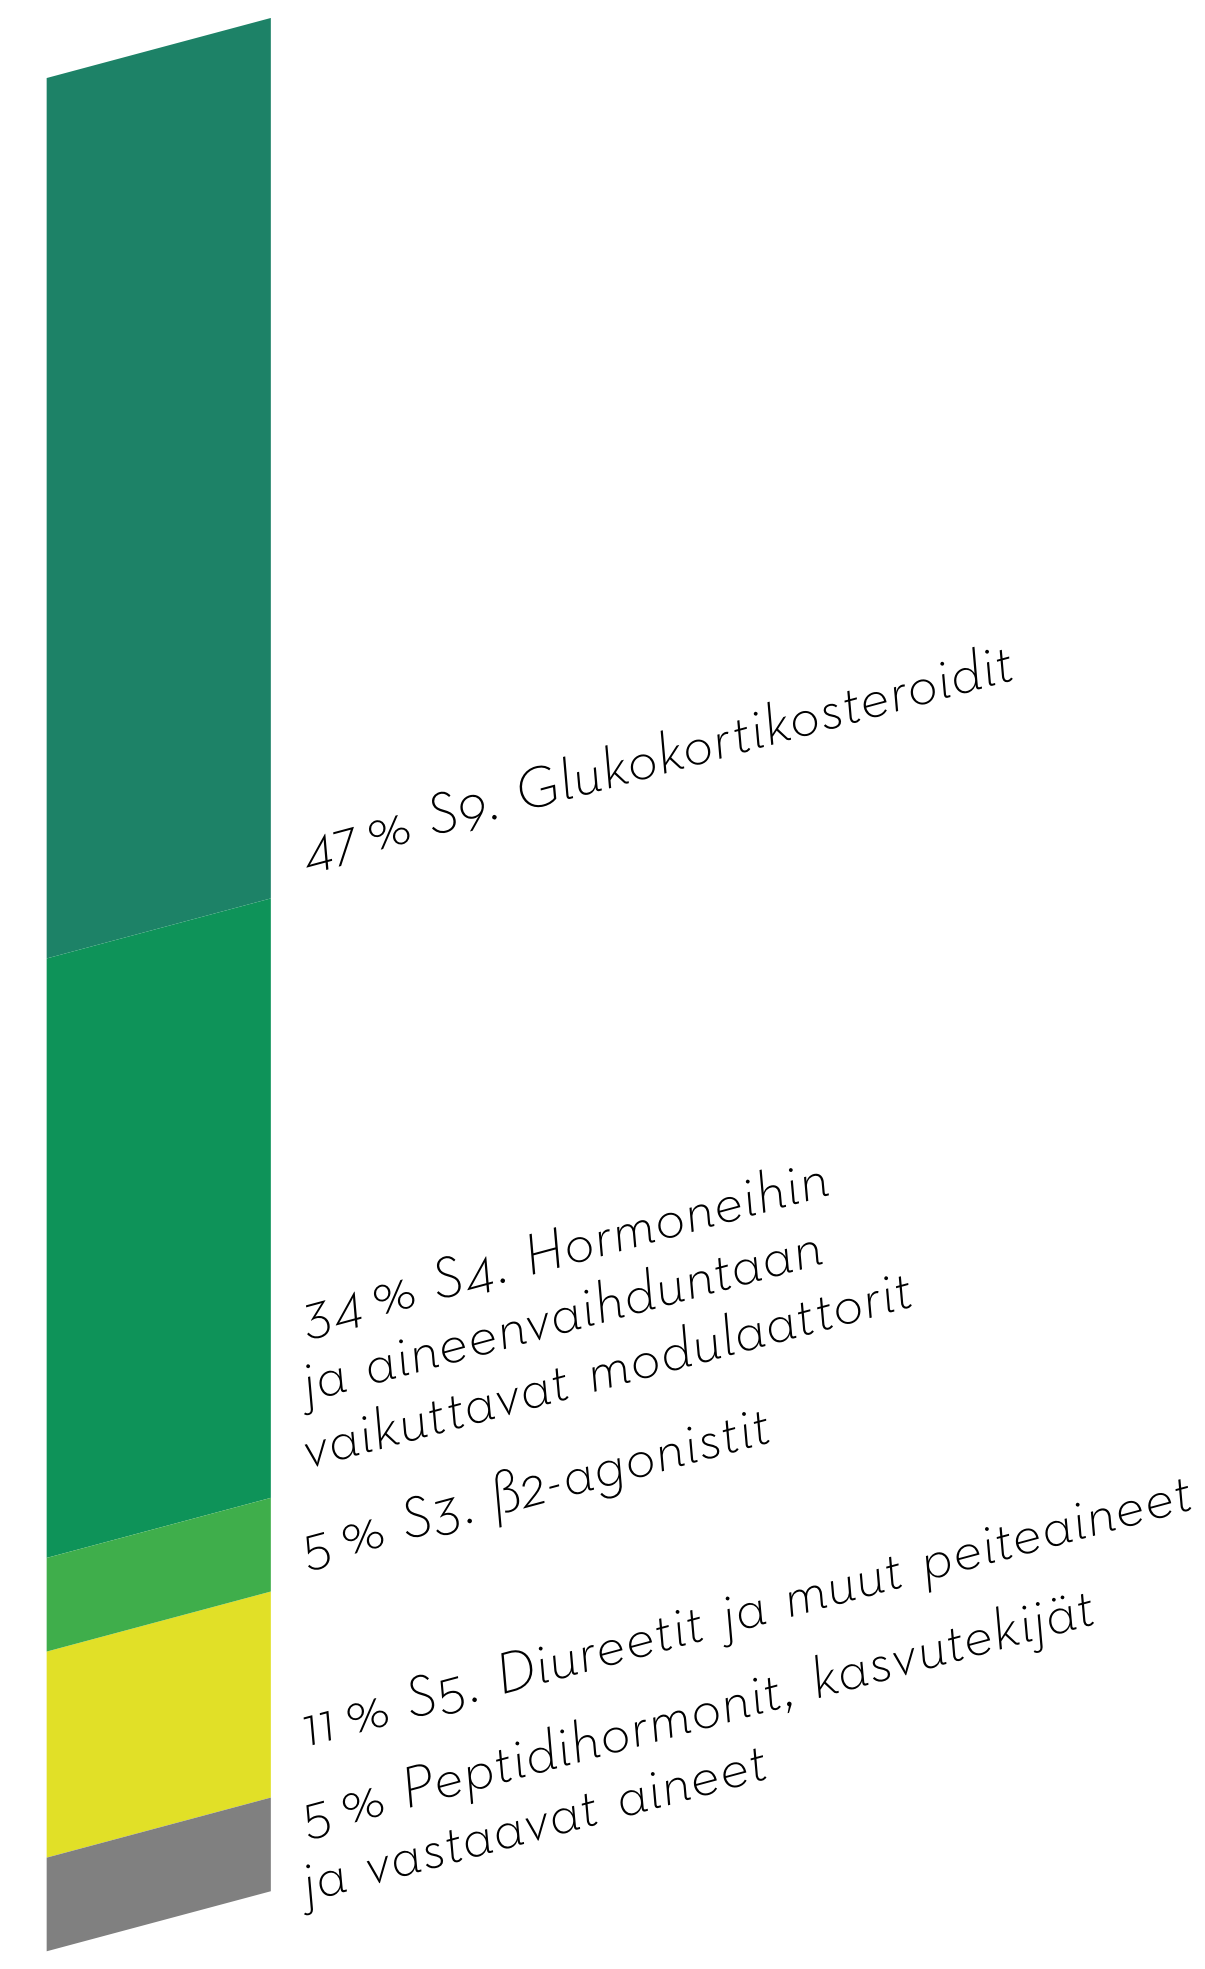 47 % S9. Glukokortikosteroidit
34 % S4. Hormoneihin
ja aineenvaihduntaan
vaikuttavat modulaattorit
5 % S3. β2-agonistit
11 % S5. Diureetit ja muut peiteaineet
5 % Peptidihormonit, kasvutekijät
ja vastaavat aineet